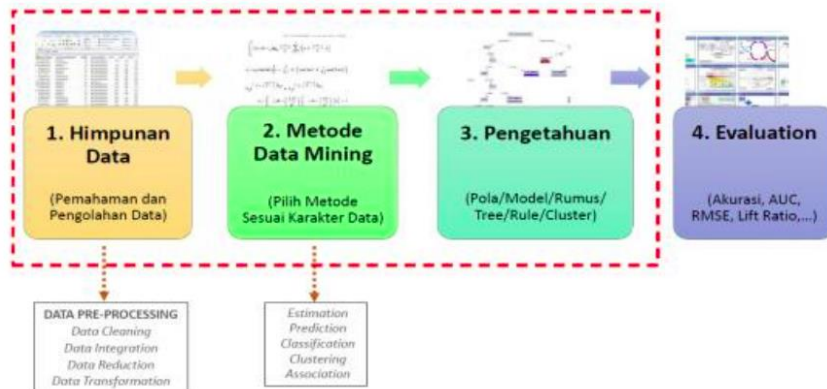 1. Himpunan
Data
(Pemahaman dan
Pengolahan Data)
2. Metode
Data Mining
(Pilih Metode
Sesuai Karakter Data)
3. Pengetahuan
(Pola/Model/Rumus/
Tree/Rule/Cluster)
4. Evaluation
(Akurasi, AUC,
RMSE, Lift Ratio,...)
DATA PRE-PROCESSING
Data Cleaning
Data Integration
Data Reduction
Data Transformation
Estimation
Prediction
Classification
Clustering
Association